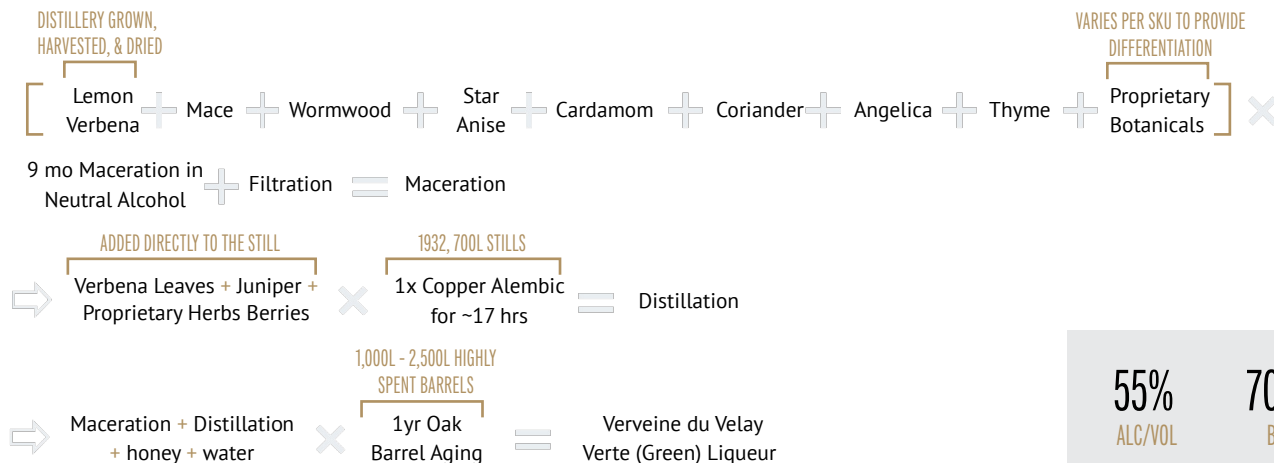 DISTILLERY GROWN,
HARVESTED, & DRIED
VARIES PER SKU TO PROVIDE
DIFFERENTIATION
Lemon
Verbena
Mace
Wormwood
Star
Anise
Cardamom
Coriander
Angelica
Thyme
Proprietary
Botanicals
9 mo Maceration in
Neutral Alcohol
Filtration
Maceration
ADDED DIRECTLY TO THE STILL
1932, 700L STILLS
Verbena Leaves + Juniper +
Proprietary Herbs Berries
1x Copper Alembic
for ~17 hrs
Distillation
1,000L - 2,500L HIGHLY
SPENT BARRELS
Maceration + Distillation
+ honey + water
1yr Oak
Barrel Aging
Verveine du Velay
Verte (Green) Liqueur
55%
ALC/VOL